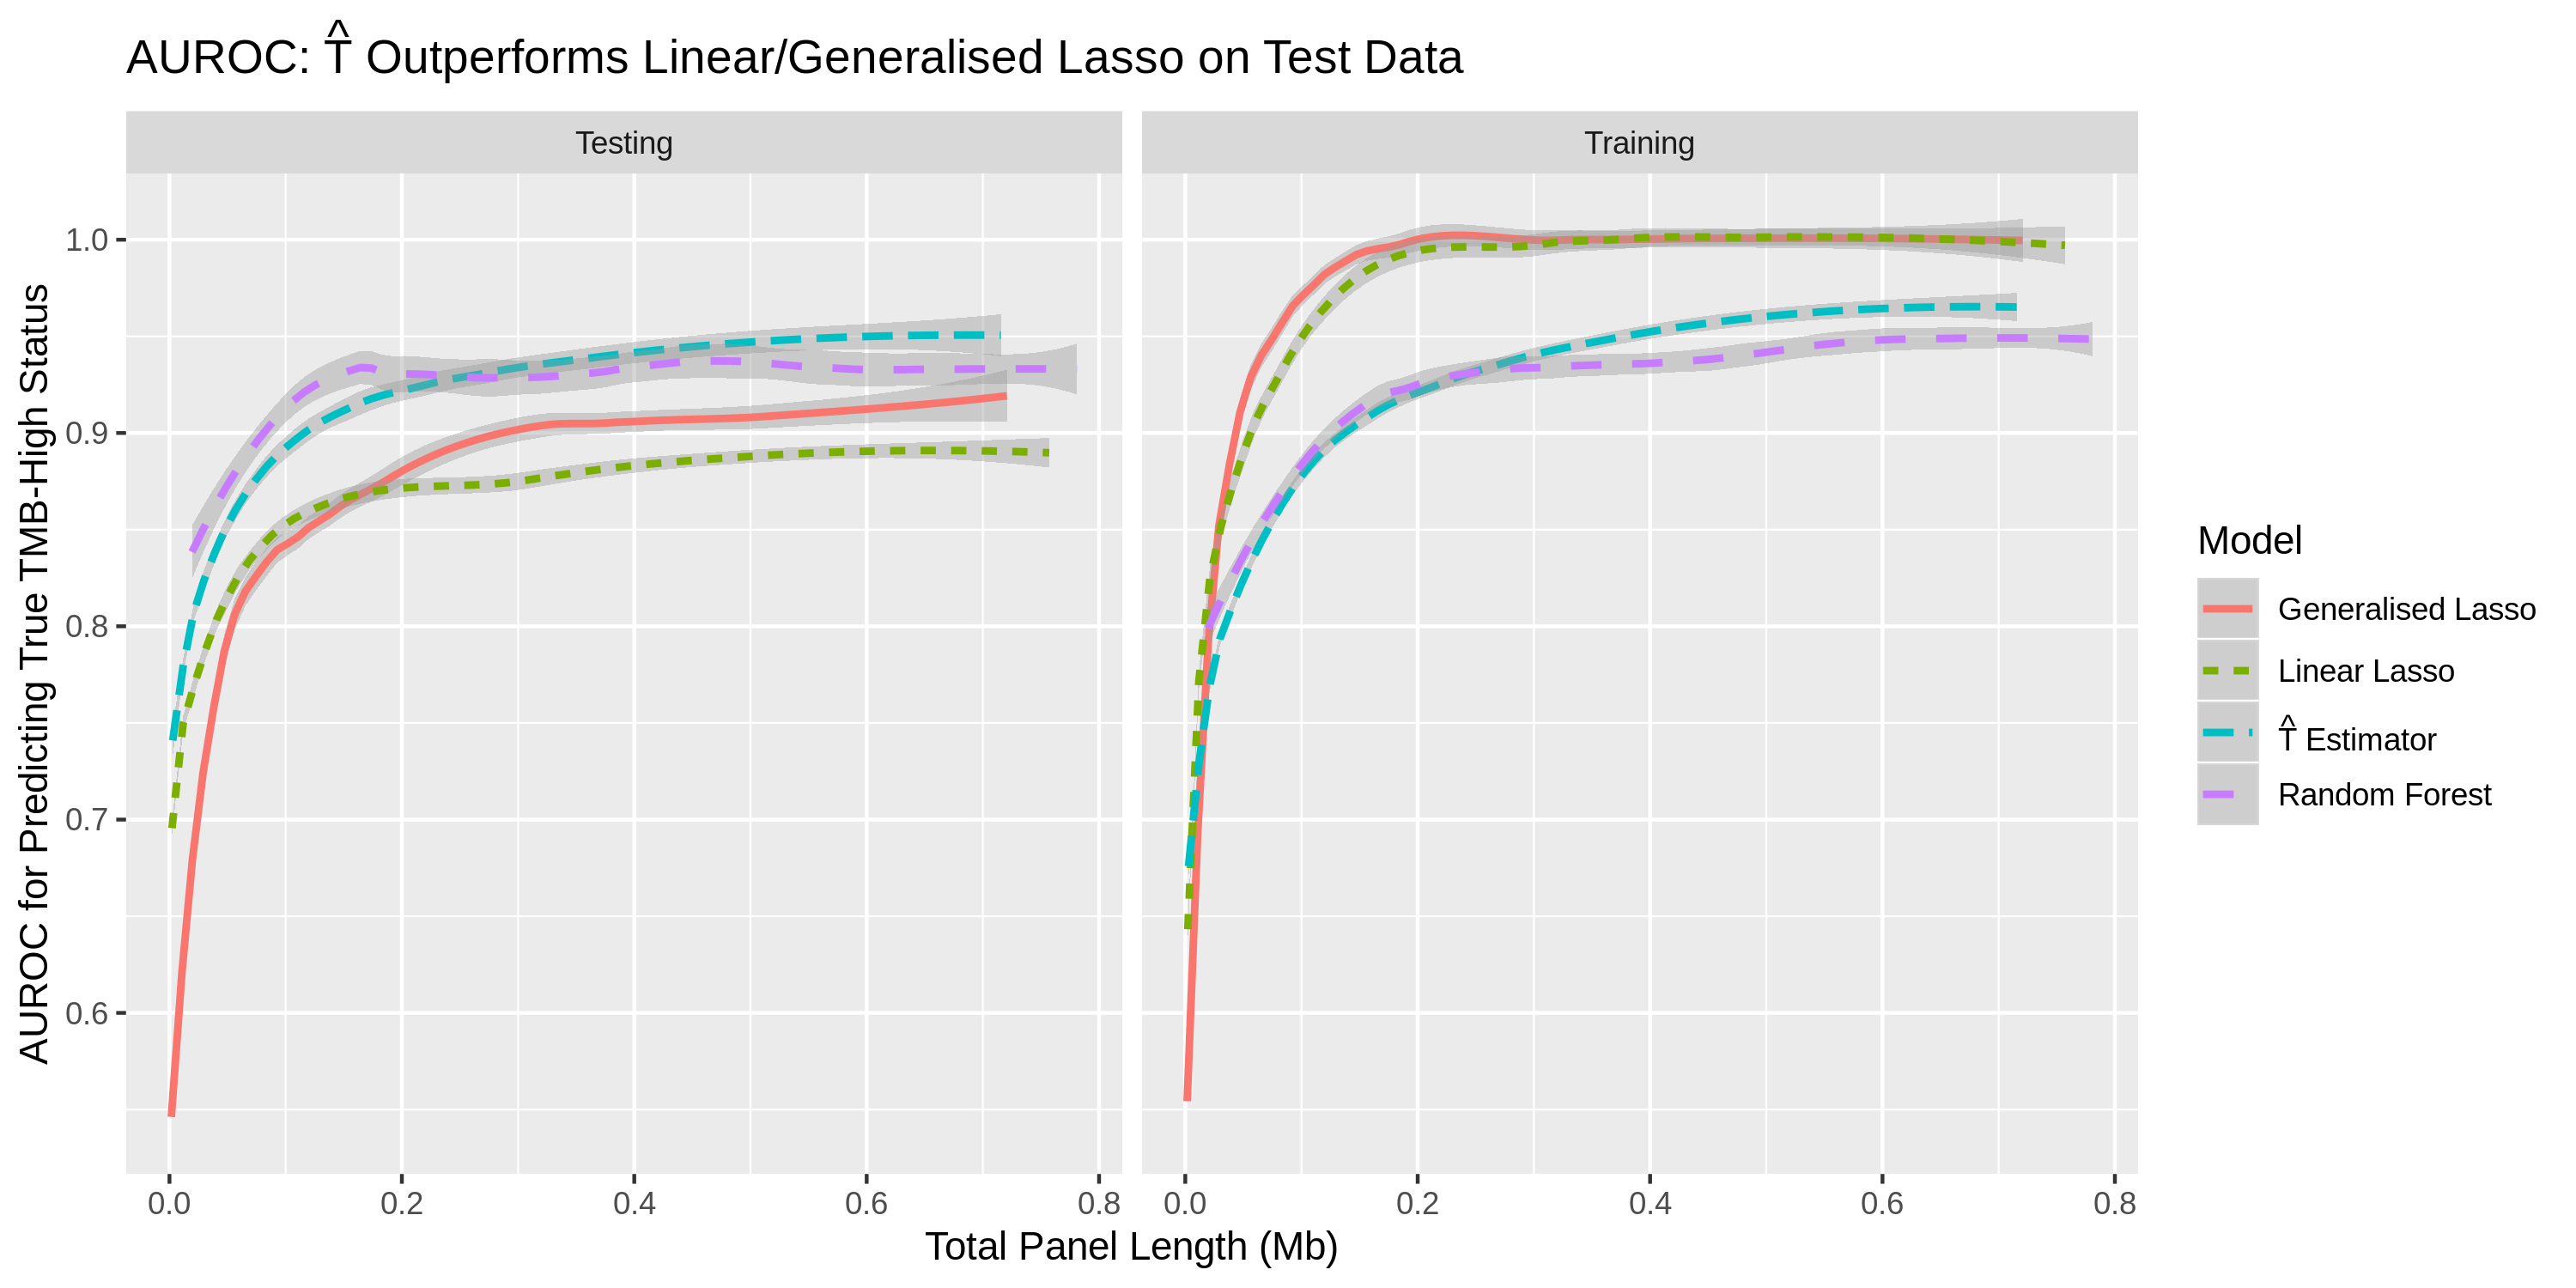 AUROC: T̂ Outperforms Linear/Generalised Lasso on Test Data
Testing
Training
AUROC for Predicting True TMB-High Status
1.0
0.9
0.8
0.7
0.6
0.0 0.2 0.4 0.6 0.8
0.0 0.2 0.4 0.6 0.8
Total Panel Length (Mb)
Model
Generalised Lasso
Linear Lasso
T̂ Estimator
Random Forest